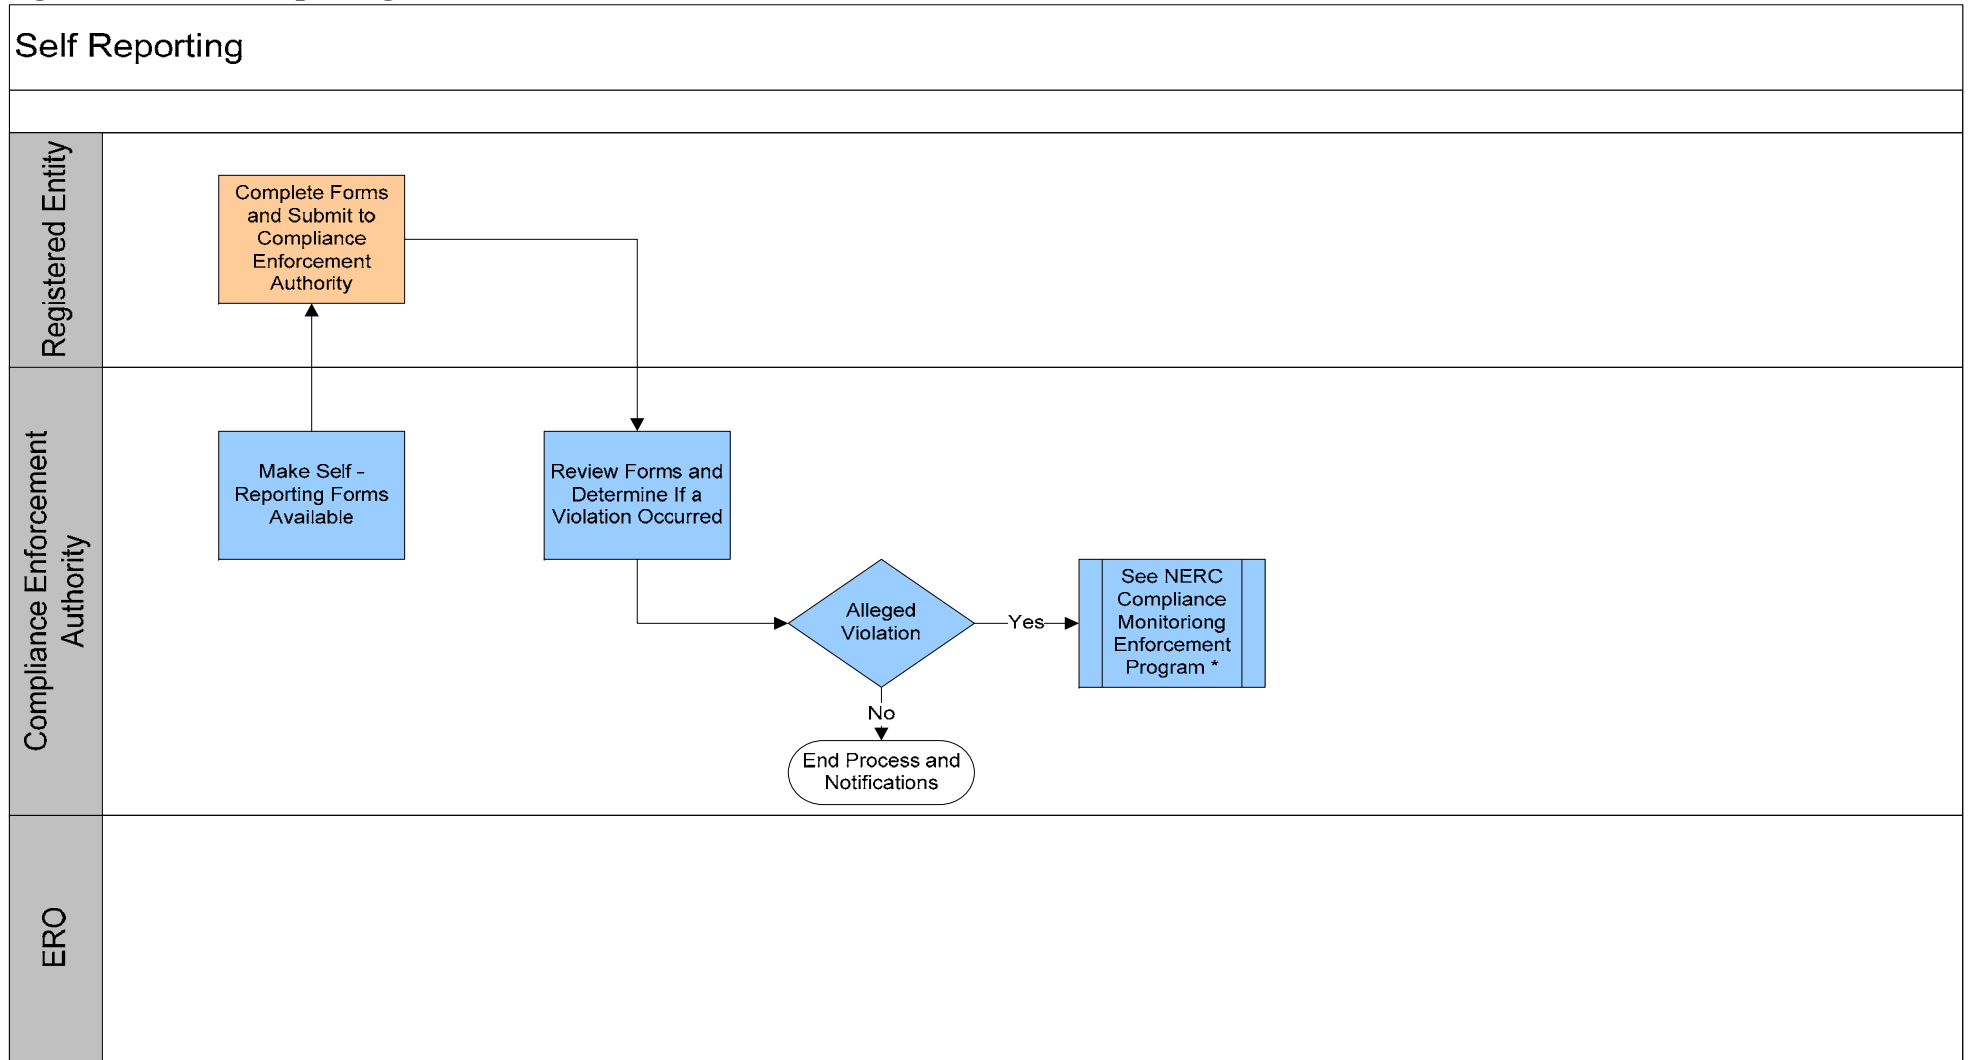 Self Reporting
Registered Entity
Complete Forms
and Submit to
Compliance
Enforcement
Authority
Compliance Enforcement
Authority
Make Self -
Reporting Forms
Available
Review Forms and
Determine If a
Violation Occurred
Alleged
Violation
Yes
See NERC
Compliance
Monitoriong
Enforcement
Program *
No
End Process and
Notifications
ERO